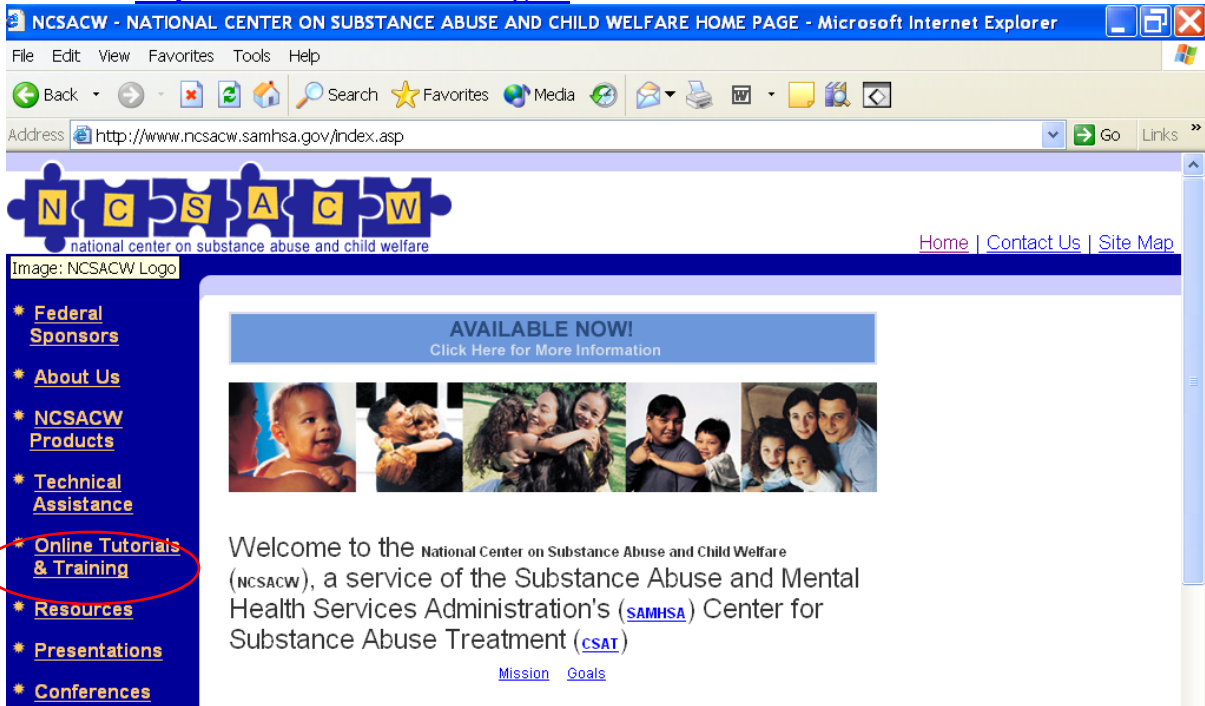 NCSACW - NATIONAL CENTER ON SUBSTANCE ABUSE AND CHILD WELFARE HOME PAGE - Microsoft Internet Explorer
File Edit View Favorites Tools Help
Back Search Favorites Media
Address http://www.ncsacw.samhsa.gov/index.asp Go Links »
N C S A C W
national center on substance abuse and child welfare
Home | Contact Us | Site Map
Image: NCSACW Logo
Federal
Sponsors
About Us
NCSACW
Products
Technical
Assistance
Online Tutorials
& Training
Resources
Presentations
Conferences
AVAILABLE NOW!
Click Here for More Information
Welcome to the National Center on Substance Abuse and Child Welfare
(NCSACW), a service of the Substance Abuse and Mental
Health Services Administration's (SAMHSA) Center for
Substance Abuse Treatment (CSAT)
Mission Goals